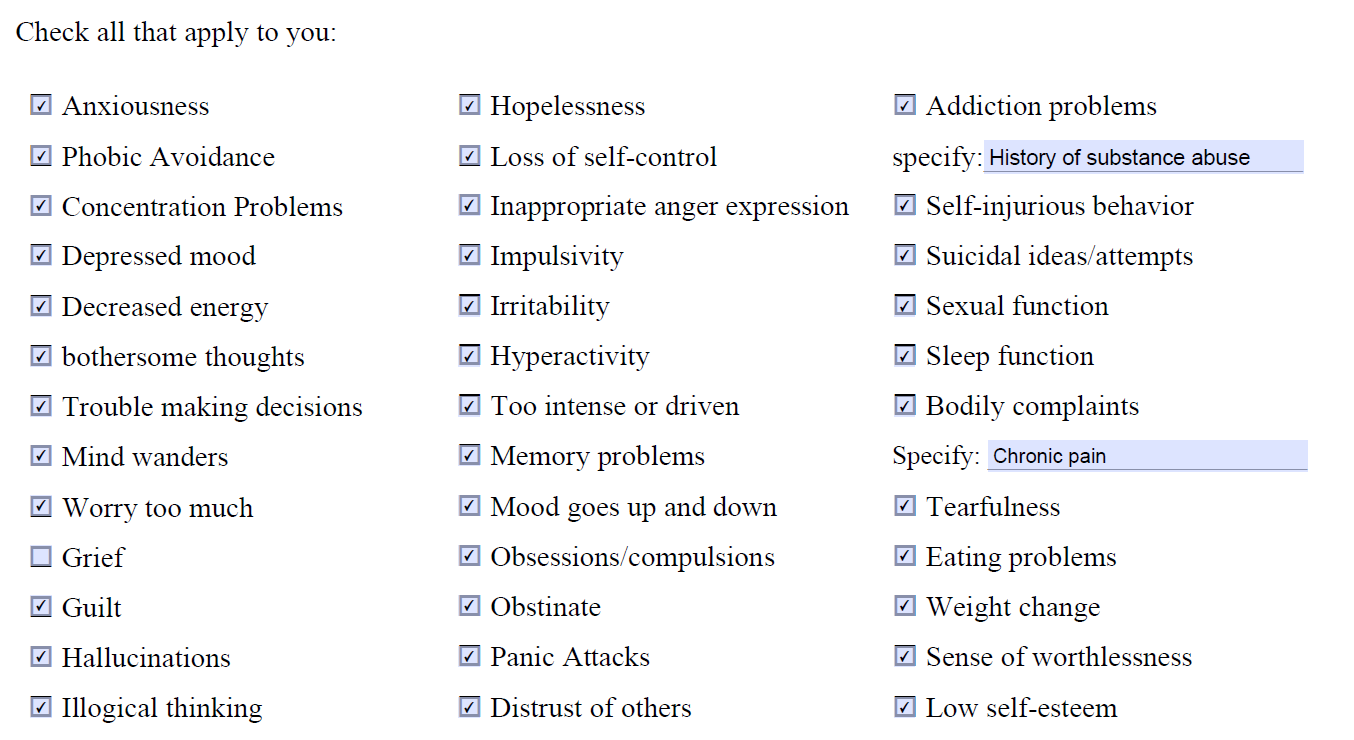 Check all that apply to you:
Anxiousness
Phobic Avoidance
Concentration Problems
Depressed mood
Decreased energy
bothersome thoughts
Trouble making decisions
Mind wanders
Worry too much
Grief
Guilt
Hallucinations
Illogical thinking
Hopelessness
Loss of self-control
Inappropriate anger expression
Impulsivity
Irritability
Hyperactivity
Too intense or driven
Memory problems
Mood goes up and down
Obsessions/compulsions
Obstinate
Panic Attacks
Distrust of others
Addiction problems
specify: History of substance abuse
Self-injurious behavior
Suicidal ideas/attempts
Sexual function
Sleep function
Bodily complaints
Specify: Chronic pain
Tearfulness
Eating problems
Weight change
Sense of worthlessness
Low self-esteem